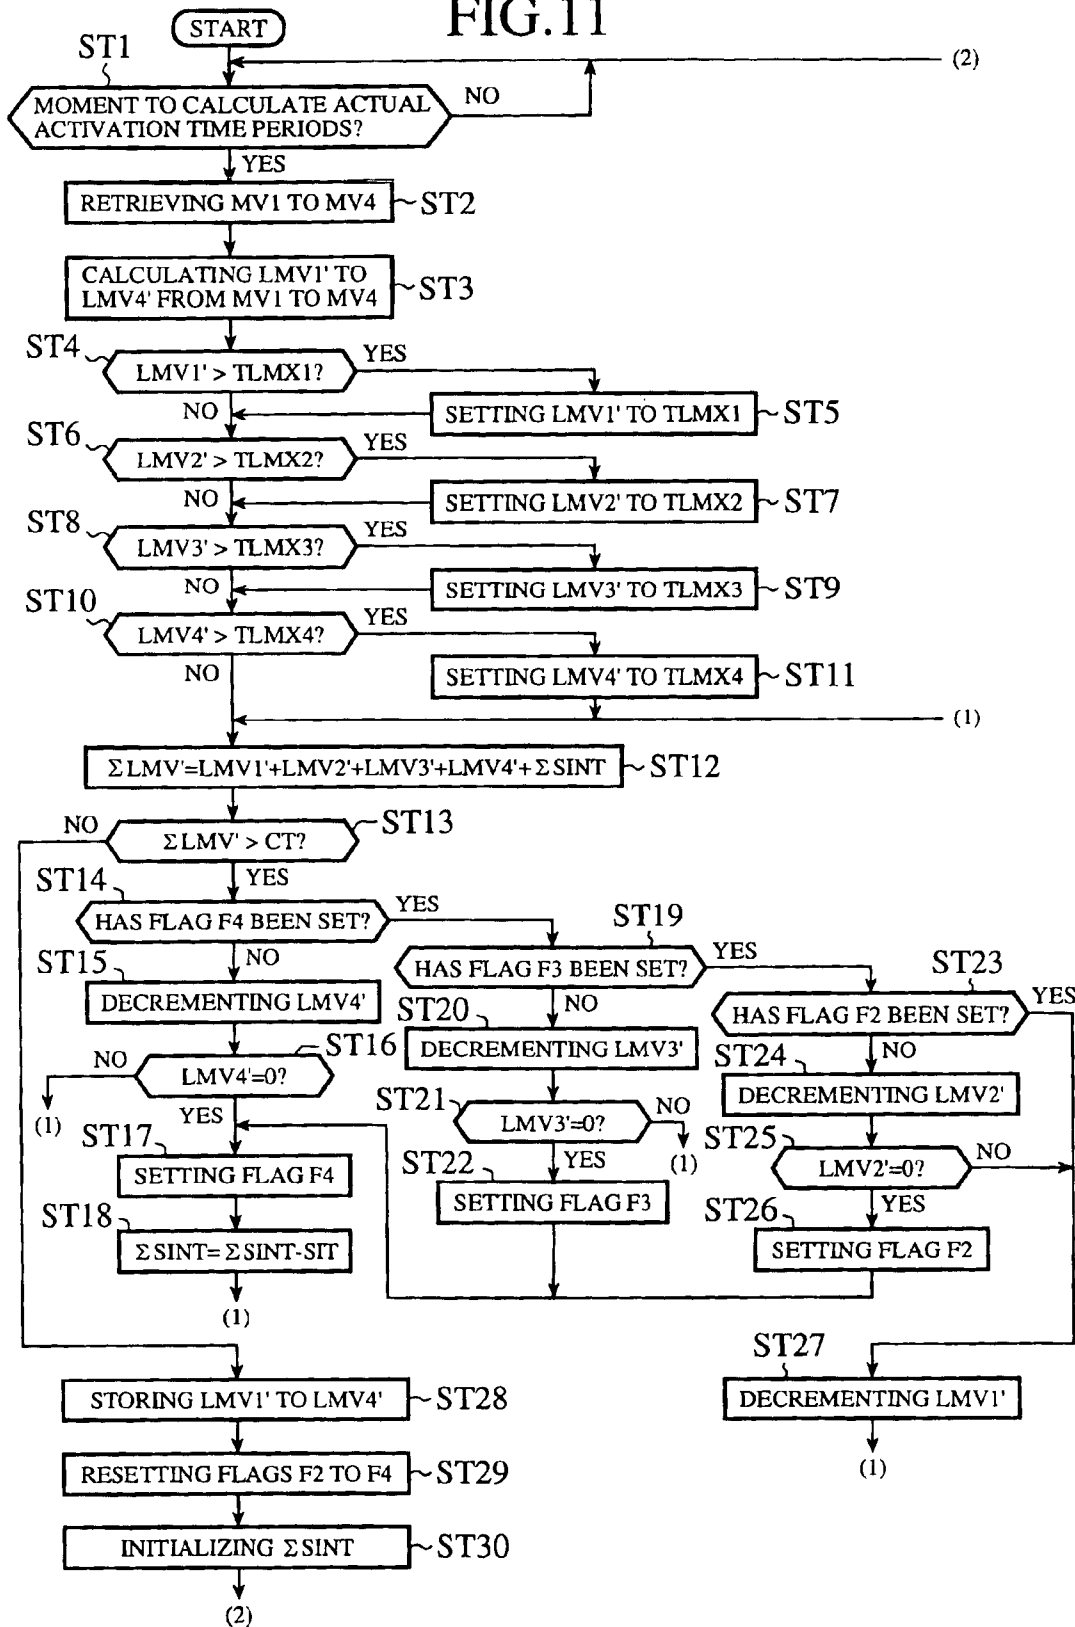 FIG.11
START
ST1
(2)
MOMENT TO CALCULATE ACTUAL
ACTIVATION TIME PERIODS?
NO
YES
RETRIEVING MV1 TO MV4
ST2
CALCULATING LMV1' TO
LMV4' FROM MV1 TO MV4
ST3
ST4
LMV1' > TLMX1?
YES
NO
SETTING LMV1' TO TLMX1
ST5
ST6
LMV2' > TLMX2?
YES
NO
SETTING LMV2' TO TLMX2
ST7
ST8
LMV3' > TLMX3?
YES
NO
SETTING LMV3' TO TLMX3
ST9
ST10
LMV4' > TLMX4?
YES
NO
SETTING LMV4' TO TLMX4
ST11
(1)
ΣLMV'=LMV1'+LMV2'+LMV3'+LMV4'+ΣSINT
ST12
NO
ΣLMV' > CT?
ST13
YES
ST14
HAS FLAG F4 BEEN SET?
YES
NO
ST19
HAS FLAG F3 BEEN SET?
YES
NO
ST23
HAS FLAG F2 BEEN SET?
YES
NO
ST15
DECREMENTING LMV4'
ST20
DECREMENTING LMV3'
ST24
DECREMENTING LMV2'
ST16
NO
LMV4'=0?
YES
(1)
ST21
LMV3'=0?
NO
YES
(1)
ST25
LMV2'=0?
NO
YES
ST17
SETTING FLAG F4
ST22
SETTING FLAG F3
ST26
SETTING FLAG F2
ST18
ΣSINT= ΣSINT-SIT
(1)
ST27
DECREMENTING LMV1'
(1)
STORING LMV1' TO LMV4'
ST28
RESETTING FLAGS F2 TO F4
ST29
INITIALIZING ΣSINT
ST30
(2)